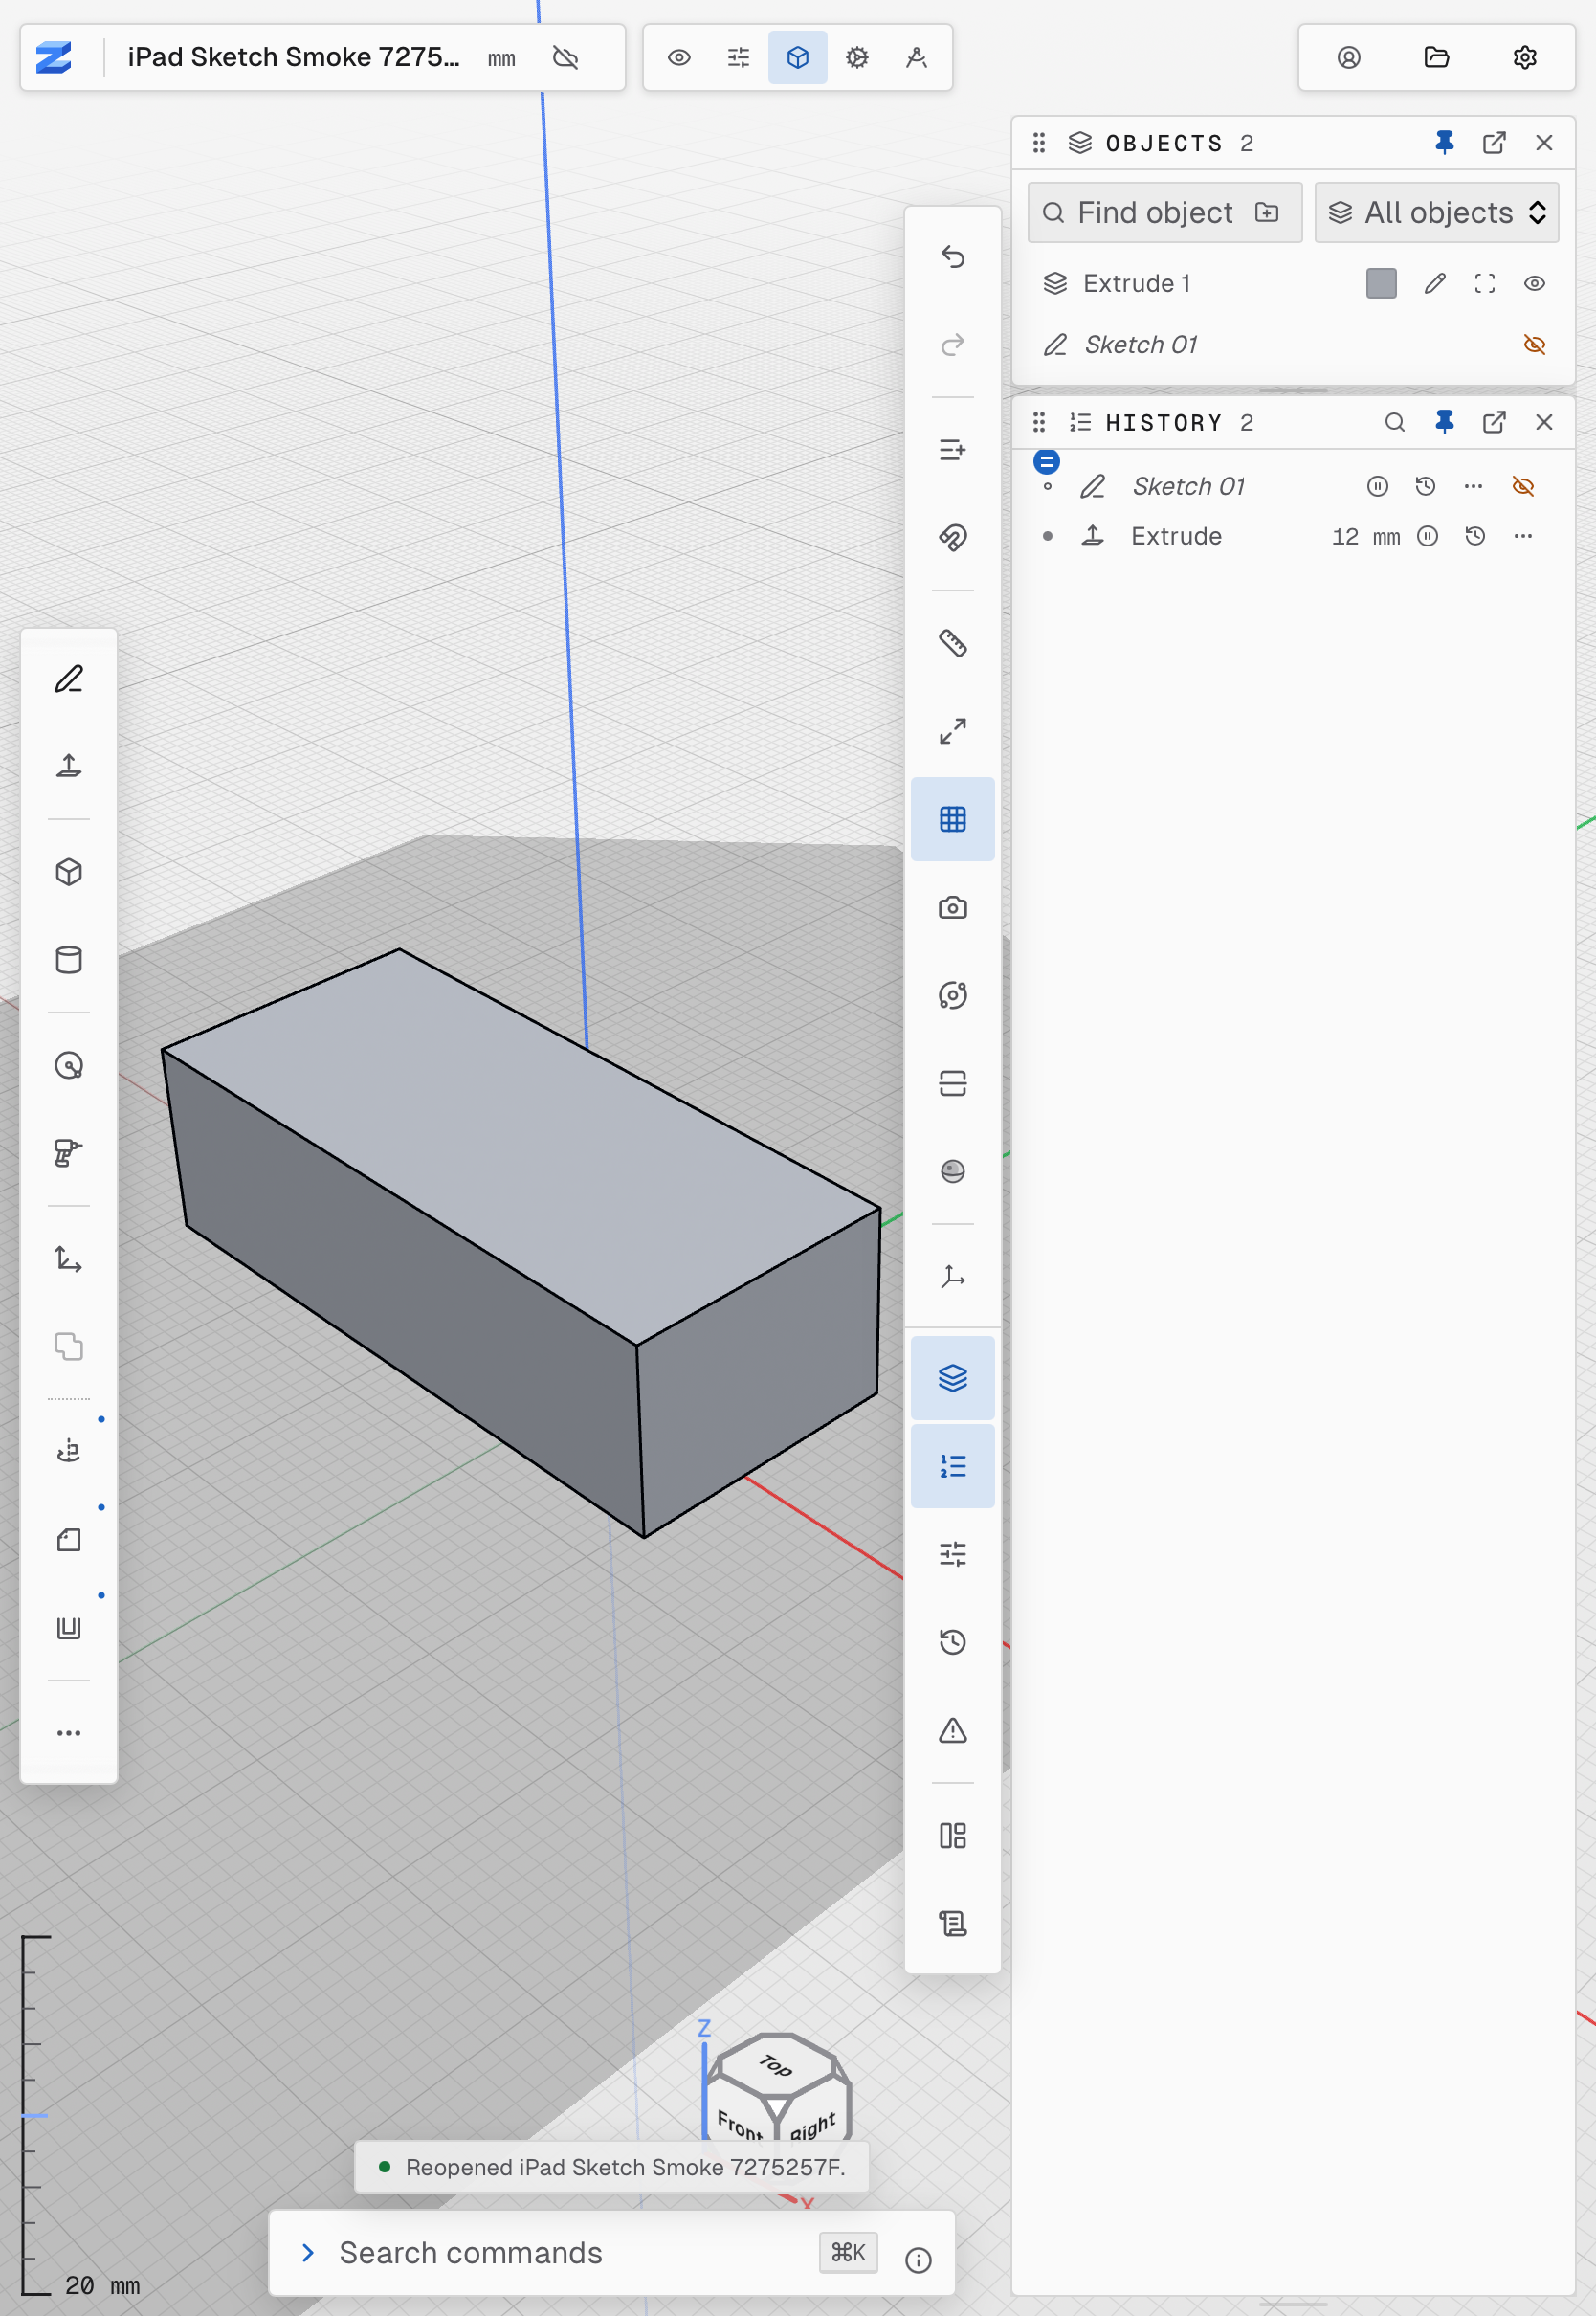 iPad Sketch Smoke 7275... mm
OBJECTS 2
Find object
All objects
Extrude 1
Sketch 01
HISTORY 2
Sketch 01
Extrude 12 mm
Z
Top
Front
Right
X
Reopened iPad Sketch Smoke 7275257F.
Search commands ⌘K
20 mm